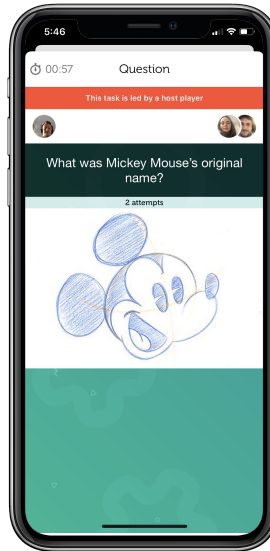 5:46
00:57
Question
This task is led by a host player
What was Mickey Mouse's original
name?
2 attempts